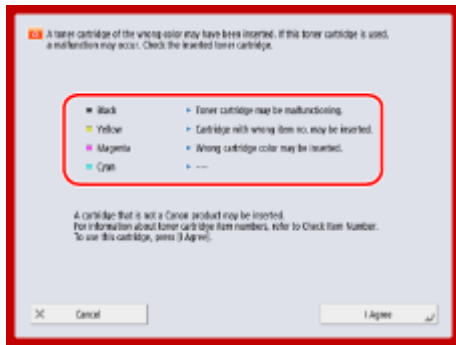 A toner cartridge of the wrong color may have been inserted. If this toner cartridge is used,
a malfunction may occur. Check the inserted toner cartridge.
Black ► Toner cartridge may be malfunctioning.
Yellow ► Cartridge with wrong item no. may be inserted.
Magenta ► Wrong cartridge color may be inserted.
Cyan ► ----
A cartridge that is not a Canon product may be inserted.
For information about toner cartridge item numbers, refer to Check Item Number.
To use this cartridge, press [I Agree].
× Cancel
I Agree